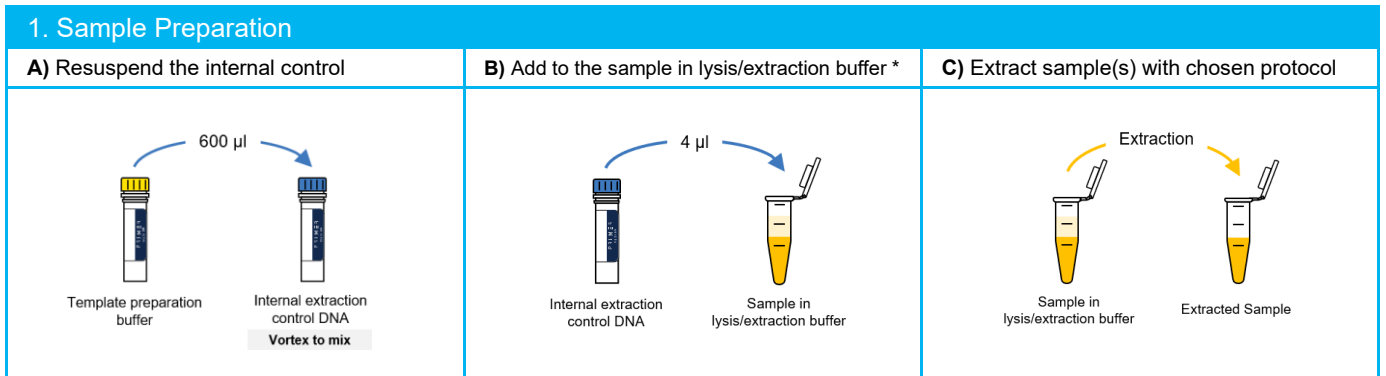 1. Sample Preparation
A) Resuspend the internal control
B) Add to the sample in lysis/extraction buffer *
C) Extract sample(s) with chosen protocol
600 µl
Template preparation
buffer
Internal extraction
control DNA
Vortex to mix
4 µl
Internal extraction
control DNA
Sample in
lysis/extraction buffer
Extraction
Sample in
lysis/extraction buffer
Extracted Sample